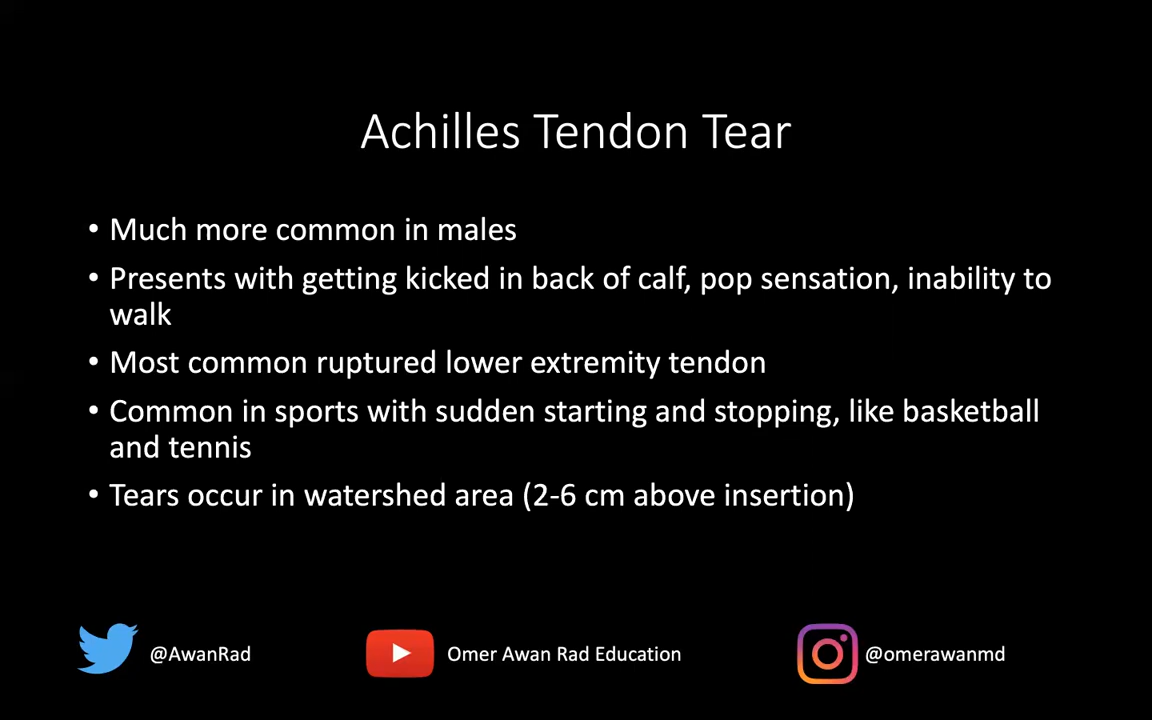 Achilles Tendon Tear
• Much more common in males
• Presents with getting kicked in back of calf, pop sensation, inability to
walk
• Most common ruptured lower extremity tendon
• Common in sports with sudden starting and stopping, like basketball
and tennis
• Tears occur in watershed area (2-6 cm above insertion)
@AwanRad
Omer Awan Rad Education
@omerawanmd